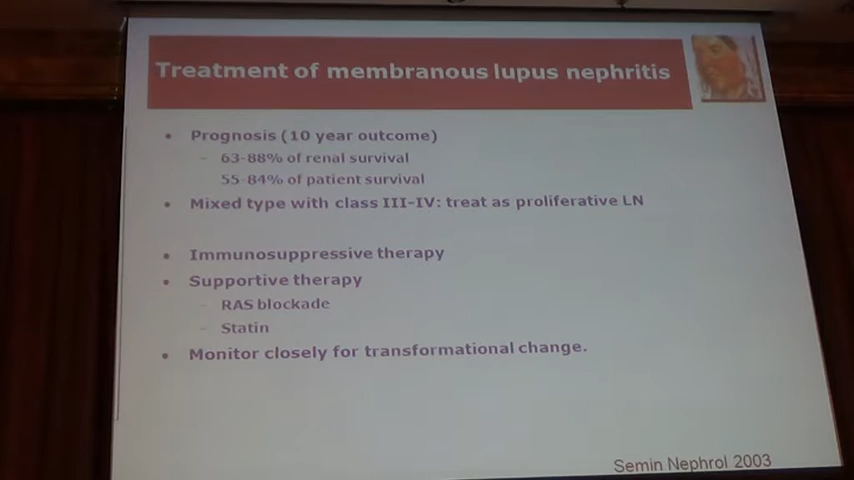 Treatment of membranous lupus nephritis
• Prognosis (10 year outcome)
– 63-88% of renal survival
55-84% of patient survival
• Mixed type with class III-IV: treat as proliferative LN
• Immunosuppressive therapy
• Supportive therapy
– RAS blockade
– Statin
• Monitor closely for transformational change.
Semin Nephrol 2003